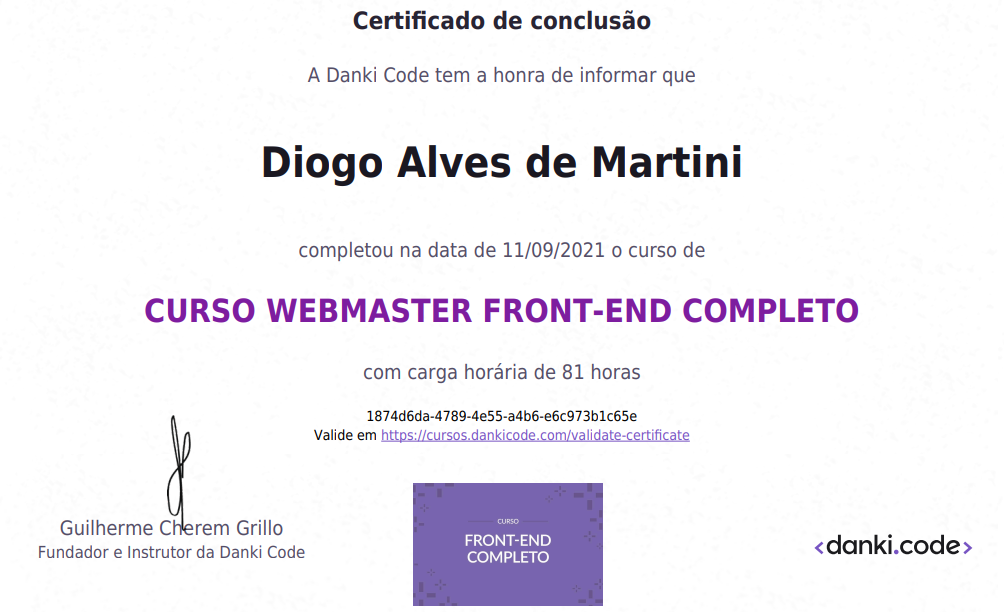 Certificado de conclusão
A Danki Code tem a honra de informar que
Diogo Alves de Martini
completou na data de 11/09/2021 o curso de
CURSO WEBMASTER FRONT-END COMPLETO
com carga horária de 81 horas
1874d6da-4789-4e55-a4b6-e6c973b1c65e
Valide em https://cursos.dankicode.com/validate-certificate
Guilherme Cherem Grillo
Fundador e Instrutor da Danki Code
CURSO
FRONT-END
COMPLETO
<danki.code>